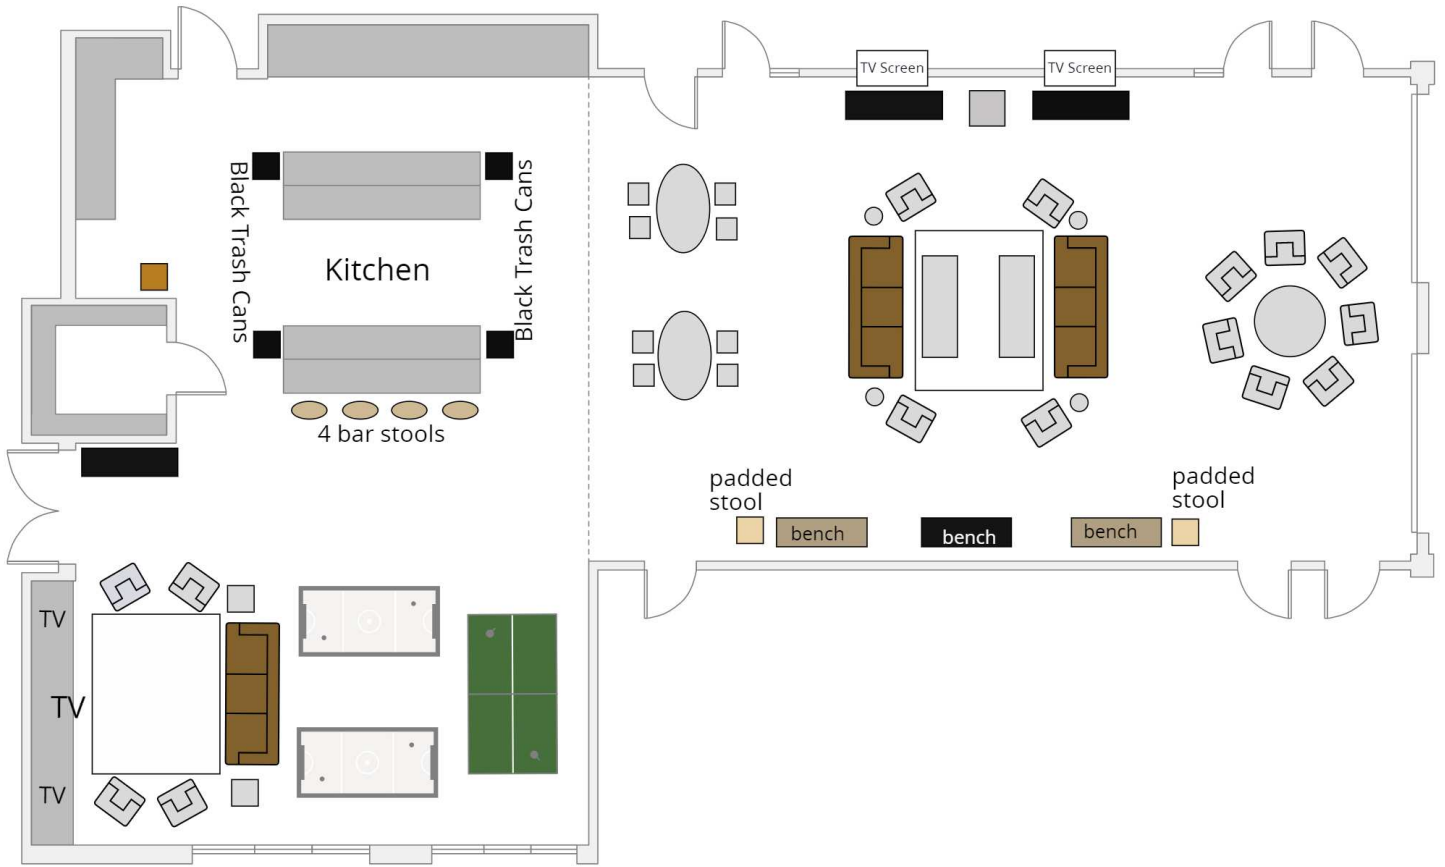 TV Screen
TV Screen
Black Trash Cans
Black Trash Cans
Kitchen
4 bar stools
padded
stool
bench
bench
bench
padded
stool
TV
TV
TV